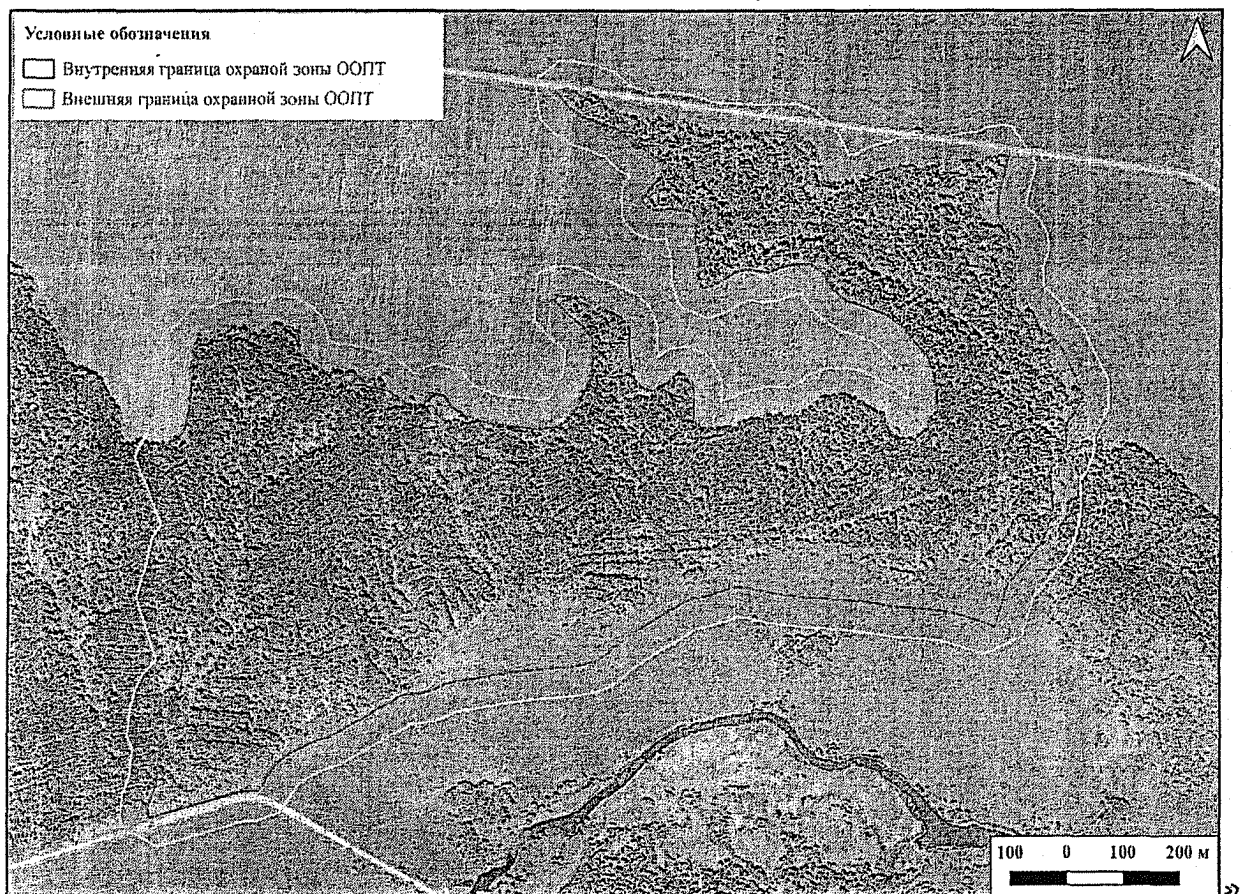 Условные обозначения
Внутренняя граница охраной зоны ООПТ
Внешняя граница охранной зоны ООПТ
100 0 100 200 м
»